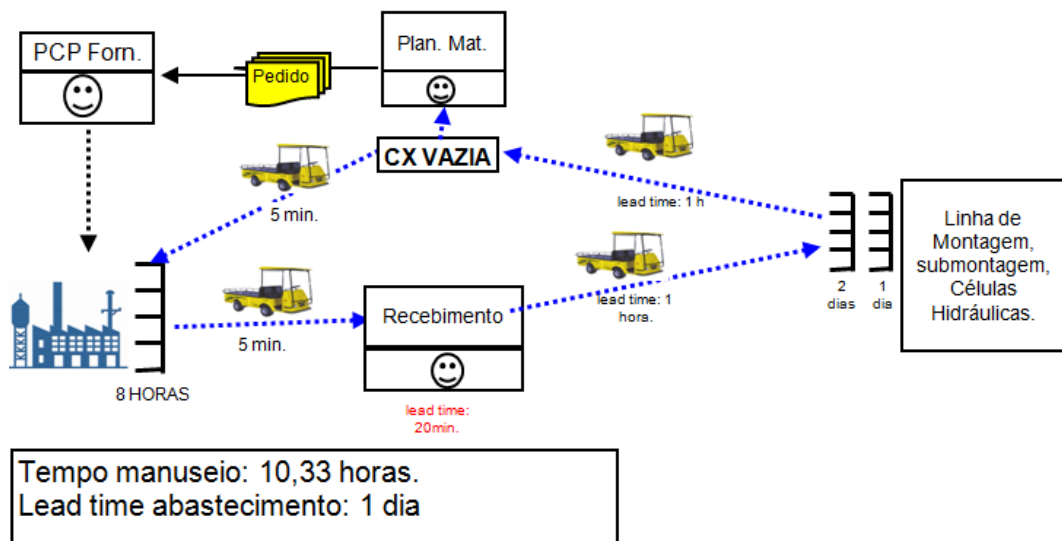 PCP Forn.
Pedido
Plan. Mat.
CX VAZIA
5 min.
lead time: 1 h
lead time: 1
hora.
5 min.
Recebimento
lead time:
20min.
8 HORAS
2
dias
1
dia
Linha de
Montagem,
submontagem,
Células
Hidráulicas.
Tempo manuseio: 10,33 horas.
Lead time abastecimento: 1 dia